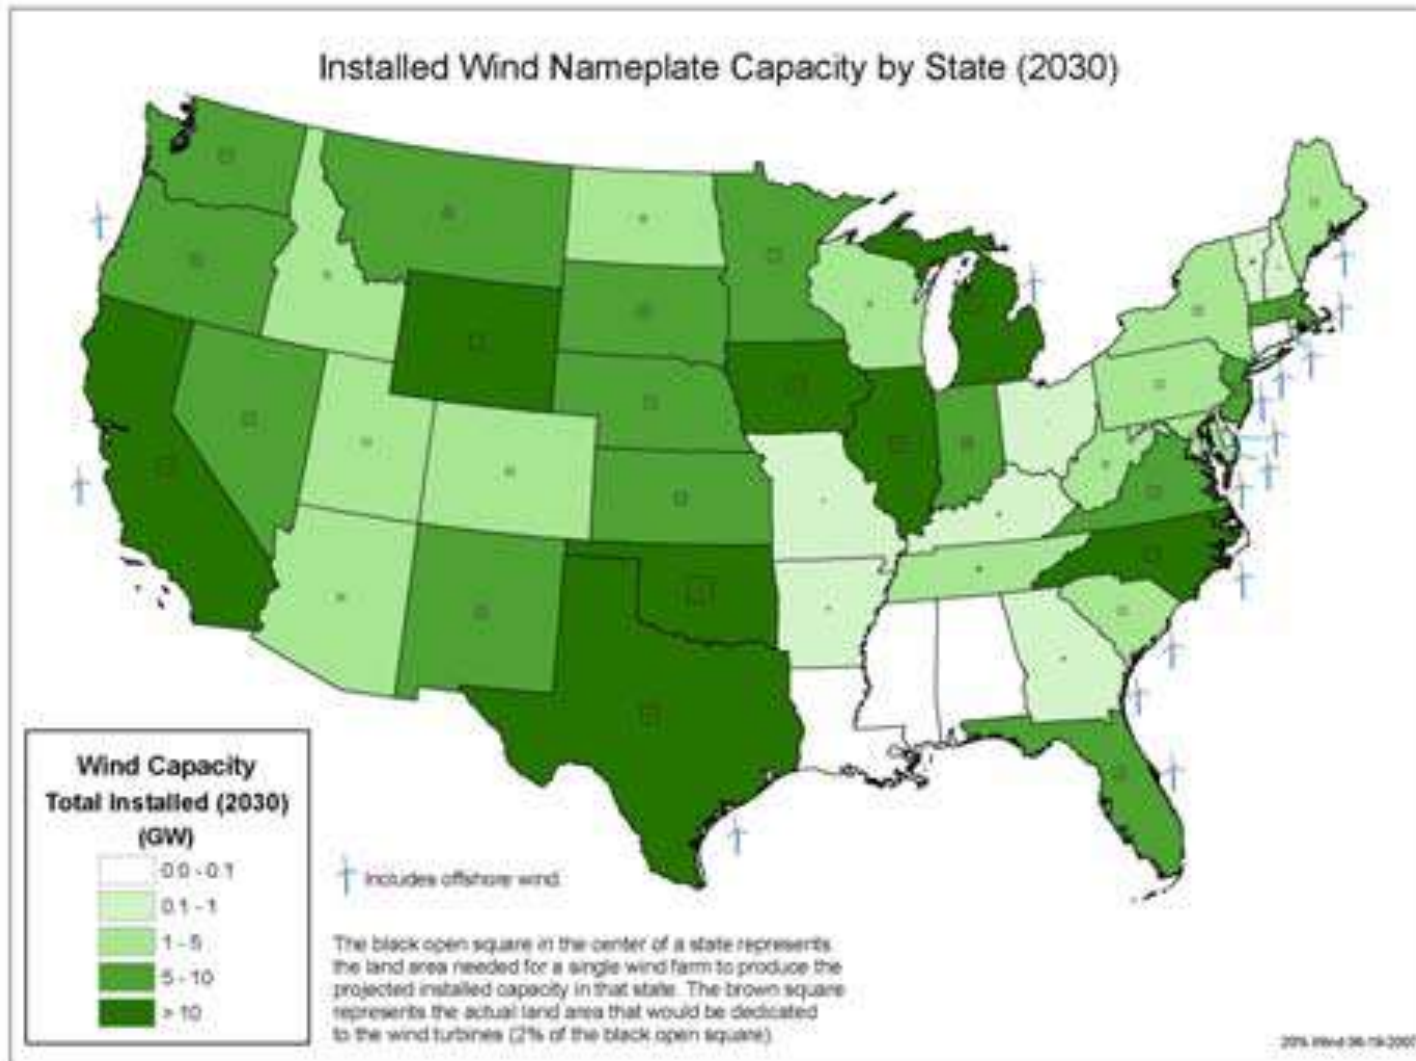 Installed Wind Nameplate Capacity by State (2030)
Wind Capacity
Total Installed (2030)
(GW)
0.0 - 0.1
0.1 - 1
1 - 5
5 - 10
> 10
Includes offshore wind.
The black open square in the center of a state represents
the land area needed for a single wind farm to produce the
projected installed capacity in that state. The brown square
represents the actual land area that would be dedicated
to the wind turbines (2% of the black open square).
20% Wind